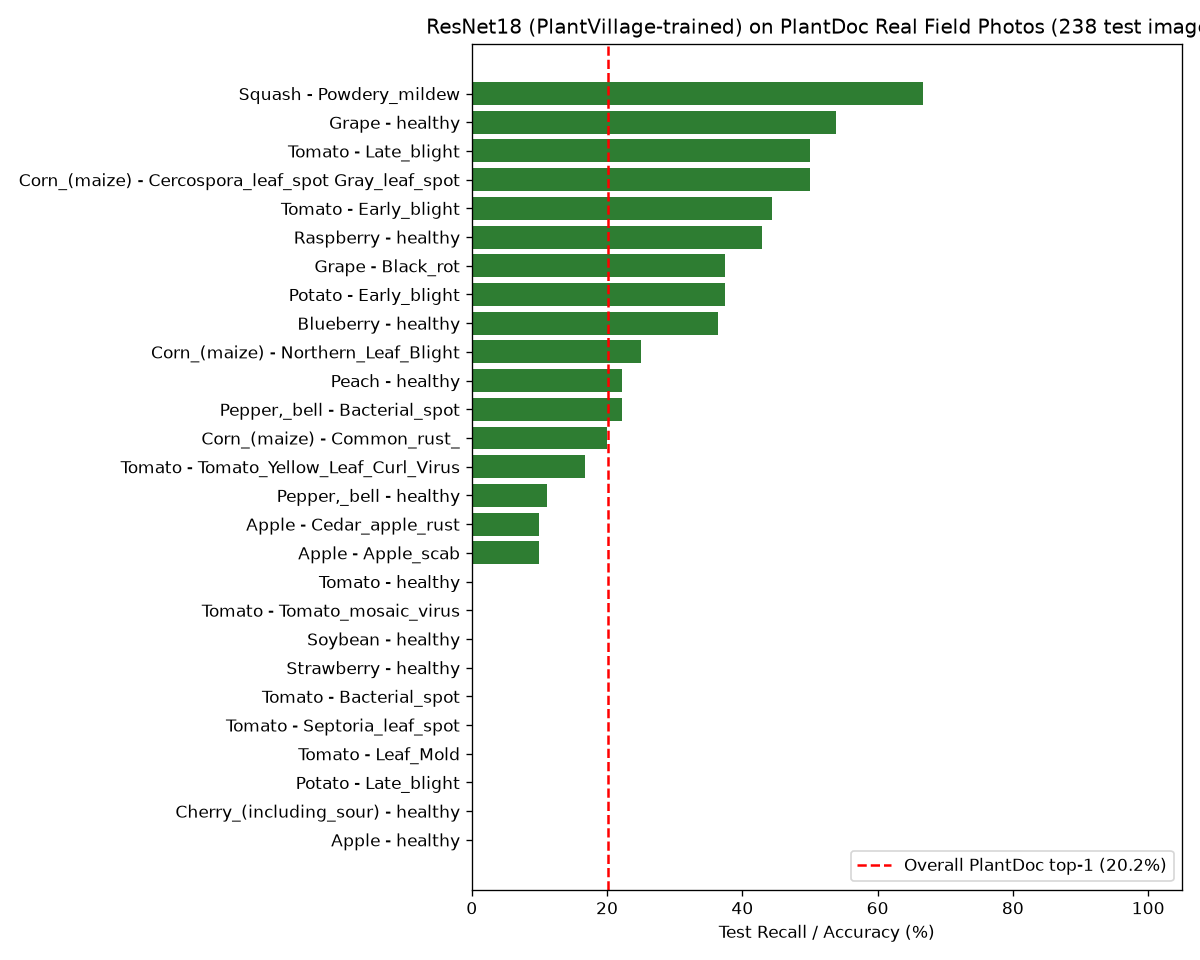 ResNet18 (PlantVillage-trained) on PlantDoc Real Field Photos (238 test image
Squash - Powdery_mildew
Grape - healthy
Tomato - Late_blight
Corn_(maize) - Cercospora_leaf_spot Gray_leaf_spot
Tomato - Early_blight
Raspberry - healthy
Grape - Black_rot
Potato - Early_blight
Blueberry - healthy
Corn_(maize) - Northern_Leaf_Blight
Peach - healthy
Pepper,_bell - Bacterial_spot
Corn_(maize) - Common_rust_
Tomato - Tomato_Yellow_Leaf_Curl_Virus
Pepper,_bell - healthy
Apple - Cedar_apple_rust
Apple - Apple_scab
Tomato - healthy
Tomato - Tomato_mosaic_virus
Soybean - healthy
Strawberry - healthy
Tomato - Bacterial_spot
Tomato - Septoria_leaf_spot
Tomato - Leaf_Mold
Potato - Late_blight
Cherry_(including_sour) - healthy
Apple - healthy
Overall PlantDoc top-1 (20.2%)
0 20 40 60 80 100
Test Recall / Accuracy (%)